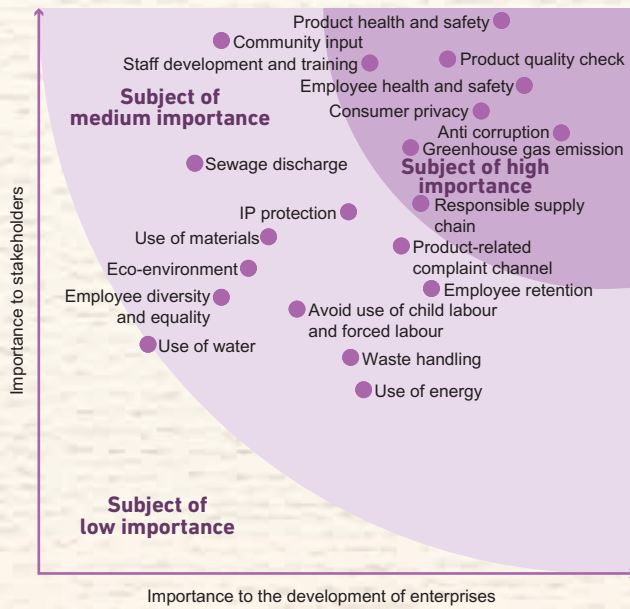 Product health and safety
Community input
Product quality check
Staff development and training
Employee health and safety
Subject of
medium importance
Consumer privacy
Anti corruption
Greenhouse gas emission
Sewage discharge
Subject of high
importance
IP protection
Responsible supply
chain
Use of materials
Product-related
complaint channel
Eco-environment
Employee retention
Employee diversity
and equality
Avoid use of child labour
and forced labour
Use of water
Waste handling
Use of energy
Subject of
low importance
Importance to stakeholders
Importance to the development of enterprises